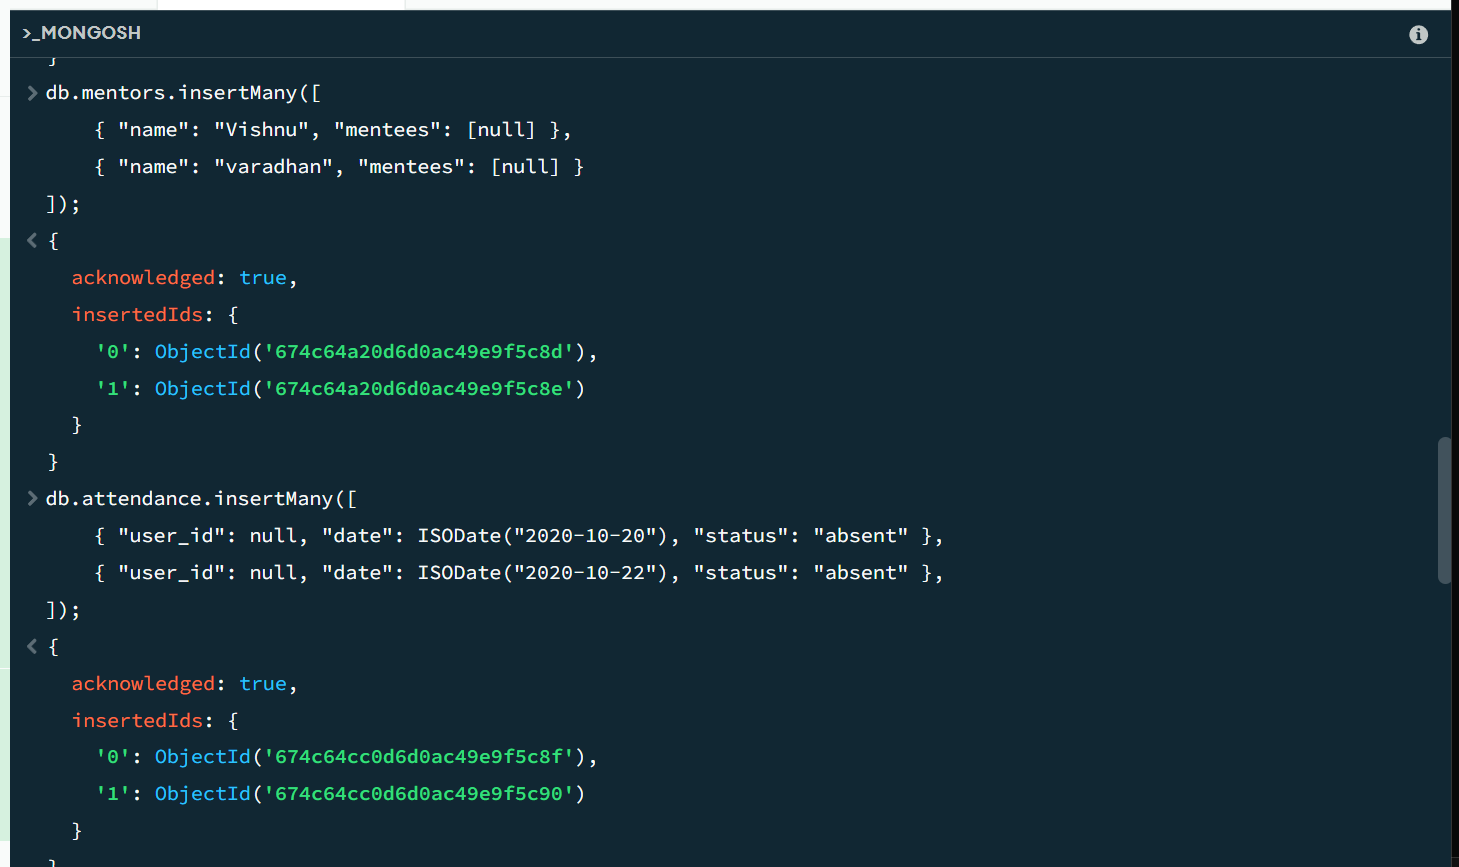 >_MONGOSH
}
> db.mentors.insertMany([
{ "name": "Vishnu", "mentees": [null] },
{ "name": "varadhan", "mentees": [null] }
]);
< {
acknowledged: true,
insertedIds: {
'0': ObjectId('674c64a20d6d0ac49e9f5c8d'),
'1': ObjectId('674c64a20d6d0ac49e9f5c8e')
}
}
> db.attendance.insertMany([
{ "user_id": null, "date": ISODate("2020-10-20"), "status": "absent" },
{ "user_id": null, "date": ISODate("2020-10-22"), "status": "absent" },
]);
< {
acknowledged: true,
insertedIds: {
'0': ObjectId('674c64cc0d6d0ac49e9f5c8f'),
'1': ObjectId('674c64cc0d6d0ac49e9f5c90')
}
}